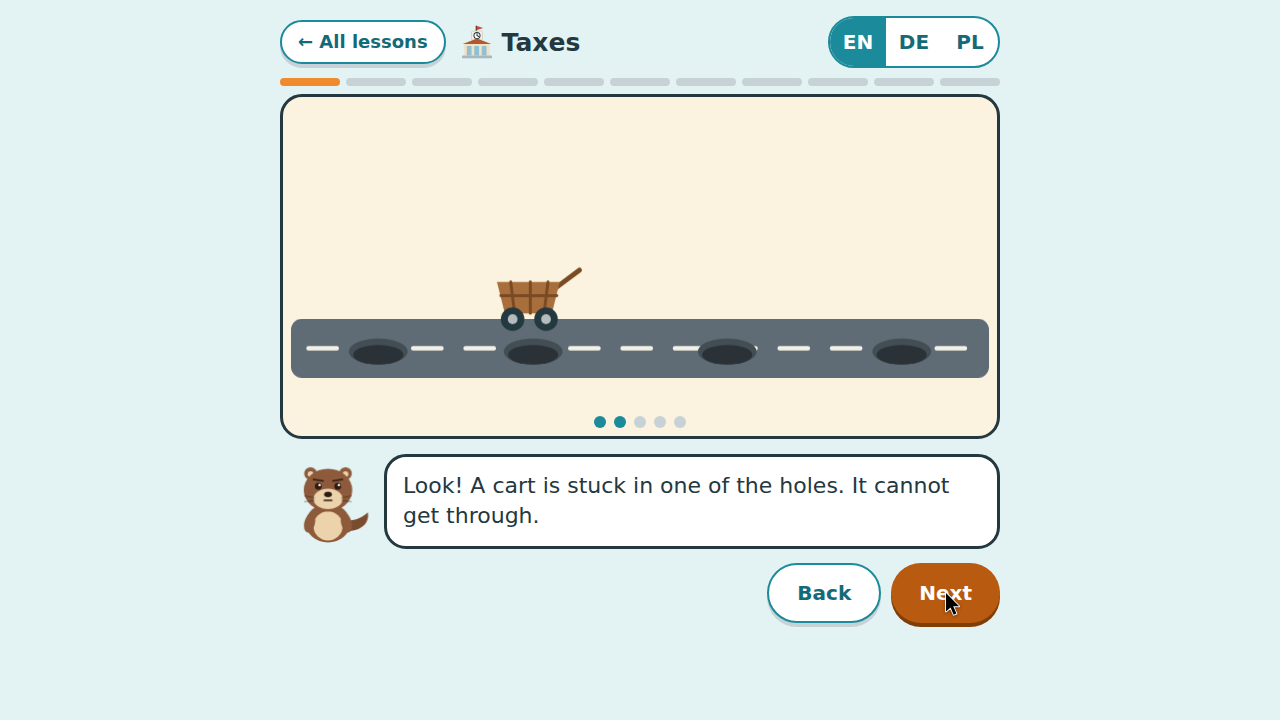 ← All lessons
Taxes
EN DE PL
Look! A cart is stuck in one of the holes. It cannot
get through.
Back
Next